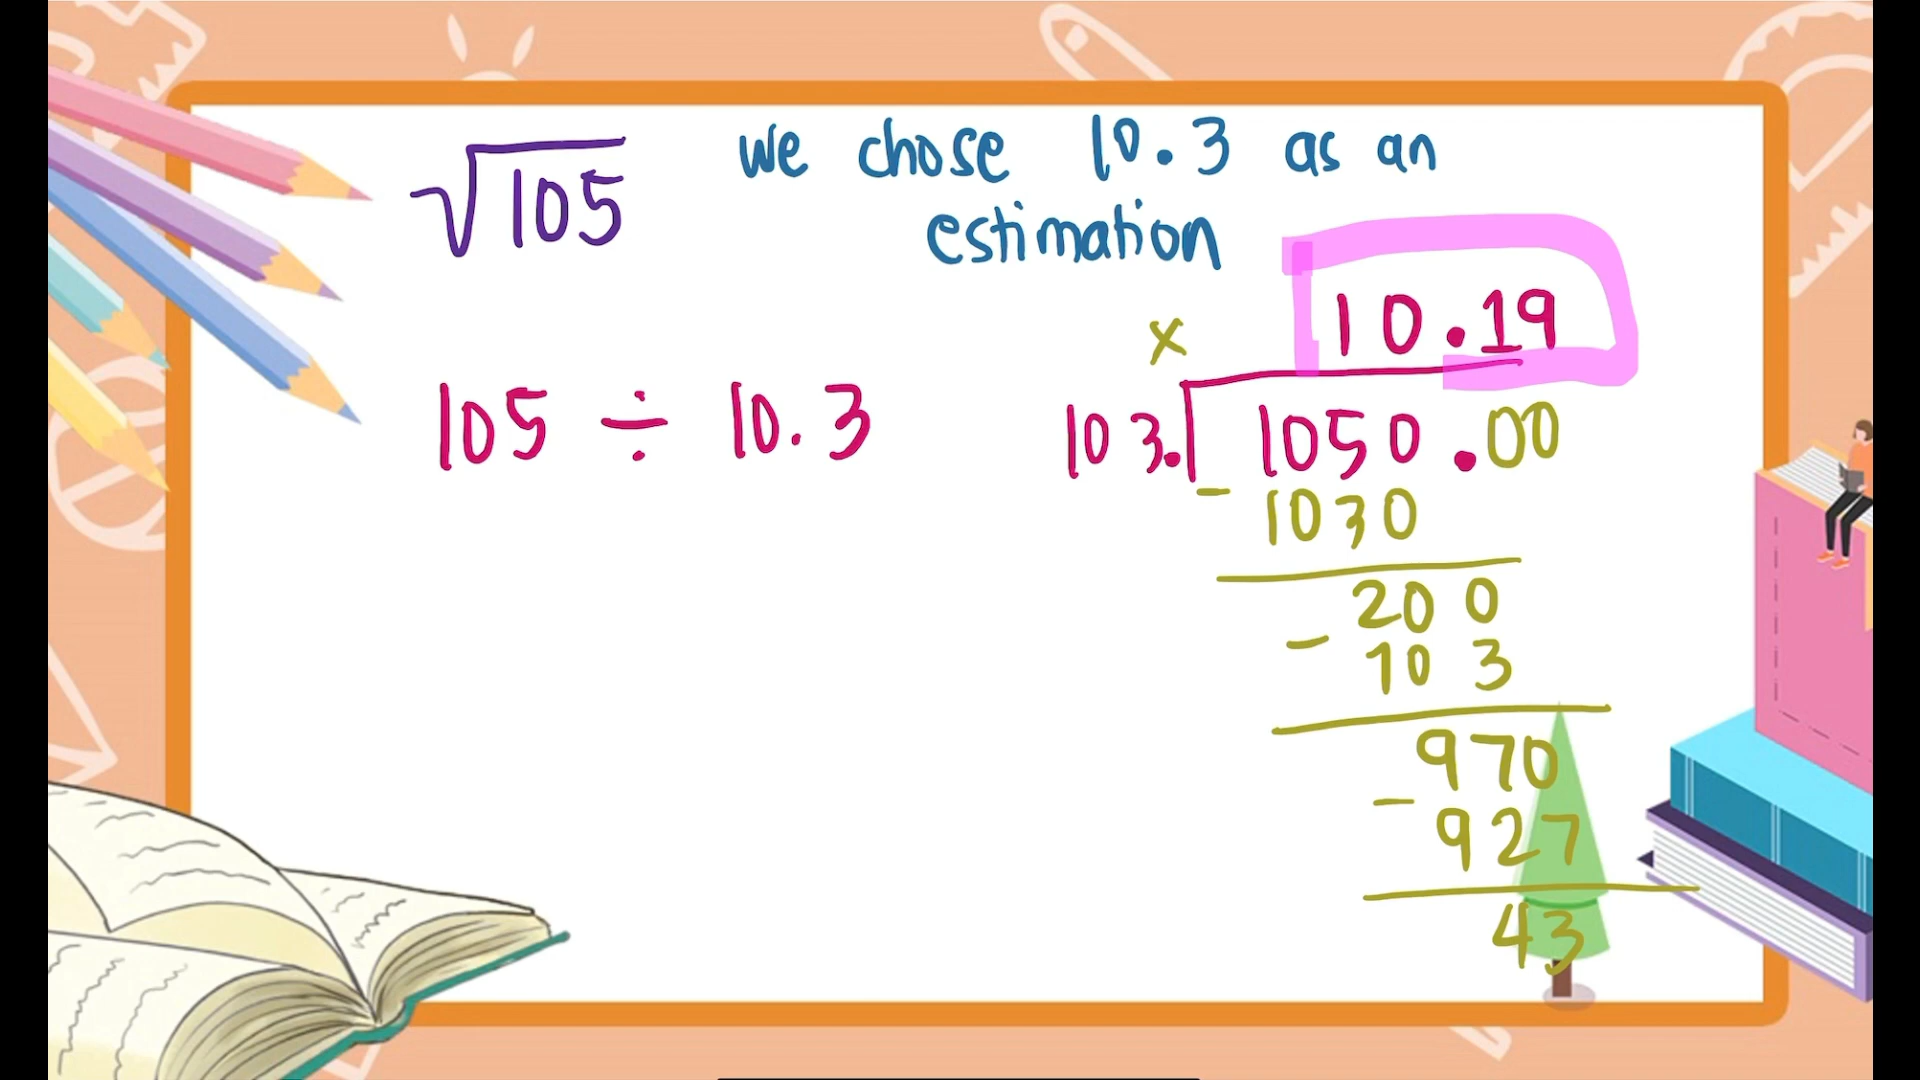 √105
we chose 10.3 as an
estimation
105 ÷ 10.3
x 10.19
103. 1050.00
- 1030
200
- 103
970
- 927
43